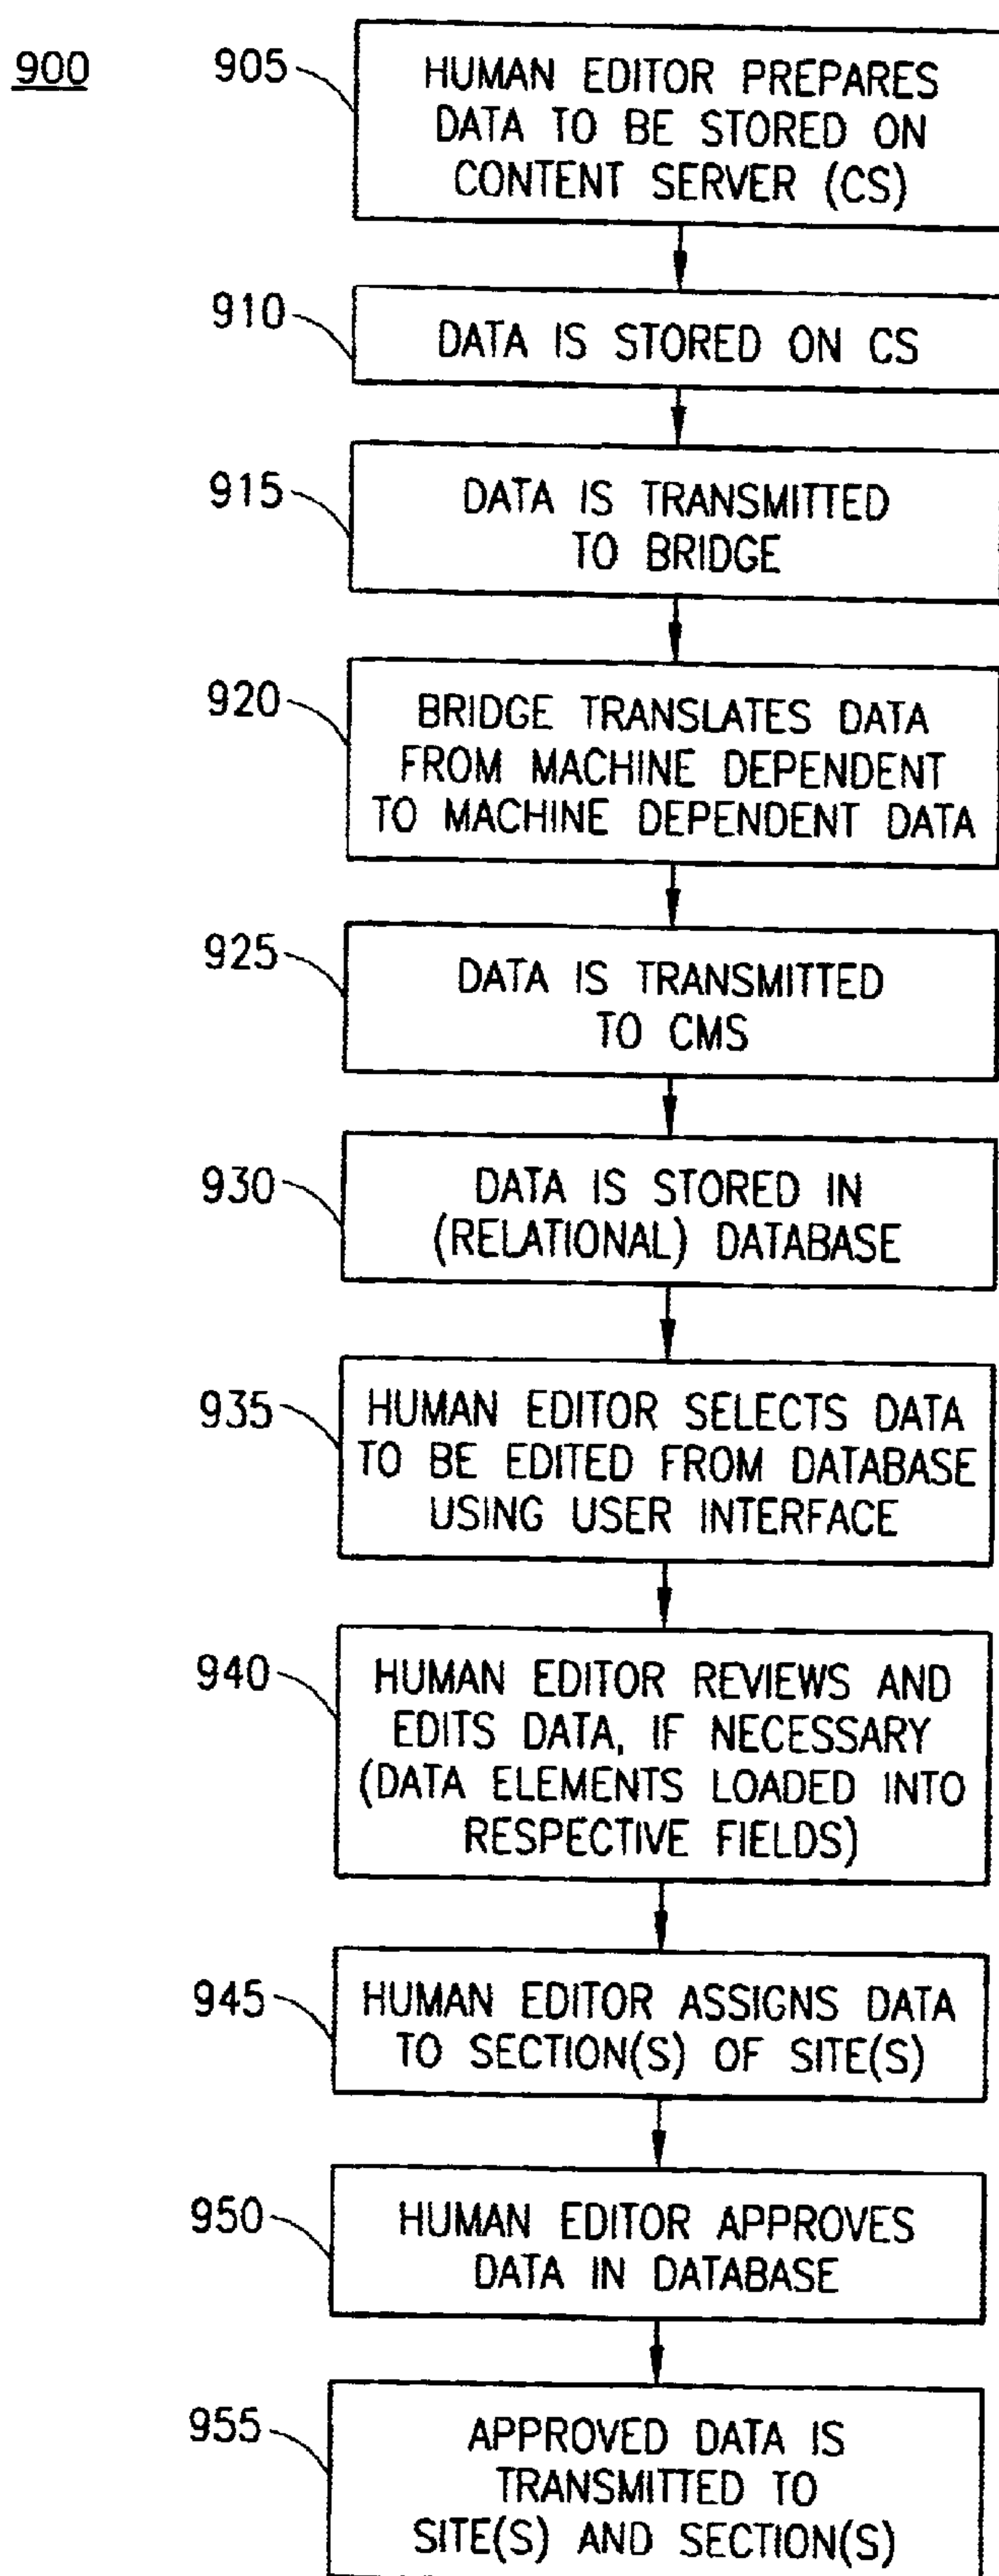 900
905
HUMAN EDITOR PREPARES
DATA TO BE STORED ON
CONTENT SERVER (CS)
910
DATA IS STORED ON CS
915
DATA IS TRANSMITTED
TO BRIDGE
920
BRIDGE TRANSLATES DATA
FROM MACHINE DEPENDENT
TO MACHINE DEPENDENT DATA
925
DATA IS TRANSMITTED
TO CMS
930
DATA IS STORED IN
(RELATIONAL) DATABASE
935
HUMAN EDITOR SELECTS DATA
TO BE EDITED FROM DATABASE
USING USER INTERFACE
940
HUMAN EDITOR REVIEWS AND
EDITS DATA, IF NECESSARY
(DATA ELEMENTS LOADED INTO
RESPECTIVE FIELDS)
945
HUMAN EDITOR ASSIGNS DATA
TO SECTION(S) OF SITE(S)
950
HUMAN EDITOR APPROVES
DATA IN DATABASE
955
APPROVED DATA IS
TRANSMITTED TO
SITE(S) AND SECTION(S)